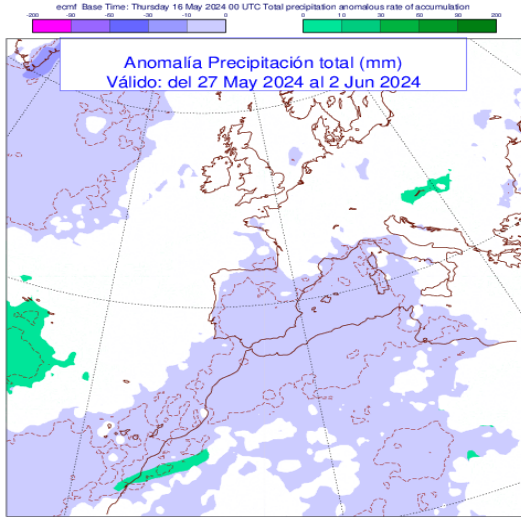 ecmf Base Time: Thursday 16 May 2024 00 UTC Total precipitation anomalous rate of accumulation
-200 -90 -60 -30 -10 0 0 10 30 60 90 200
Anomalía Precipitación total (mm)
Válido: del 27 May 2024 al 2 Jun 2024